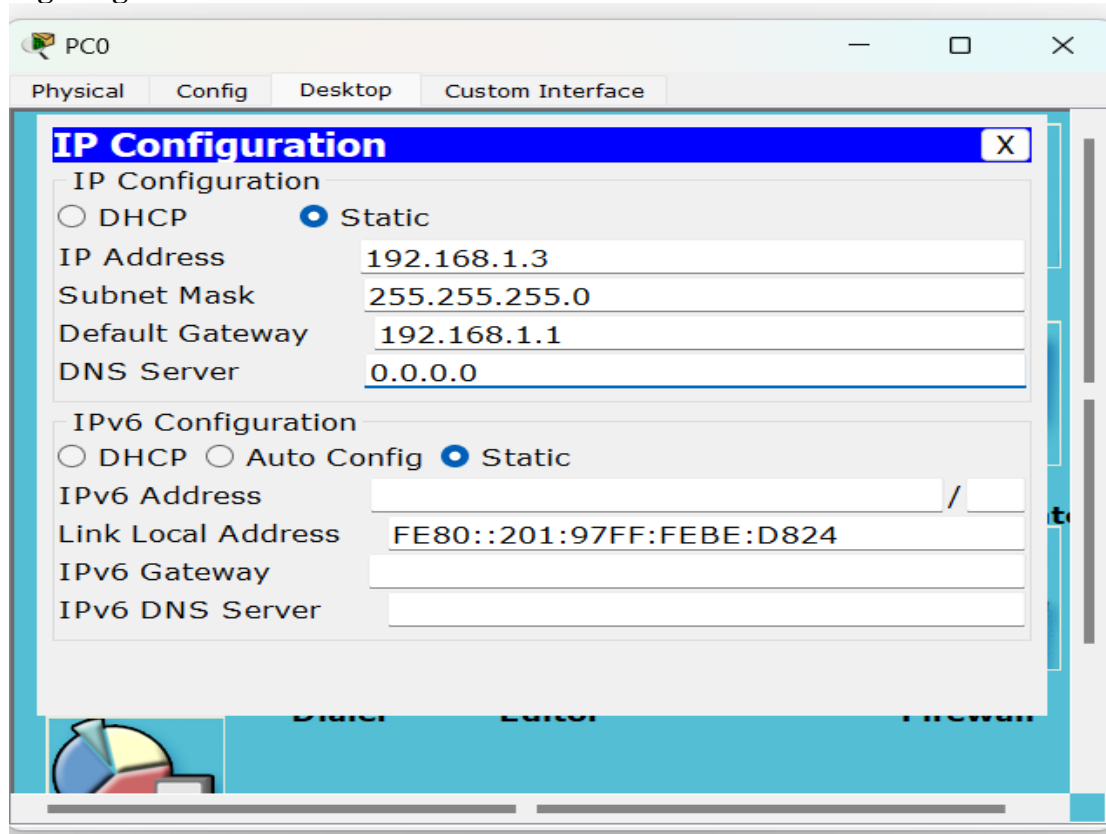 PC0
Physical Config Desktop Custom Interface
IP Configuration X
IP Configuration
DHCP Static
IP Address 192.168.1.3
Subnet Mask 255.255.255.0
Default Gateway 192.168.1.1
DNS Server 0.0.0.0
IPv6 Configuration
DHCP Auto Config Static
IPv6 Address /
Link Local Address FE80::201:97FF:FEBE:D824
IPv6 Gateway
IPv6 DNS Server
Dialer Editor Firewall